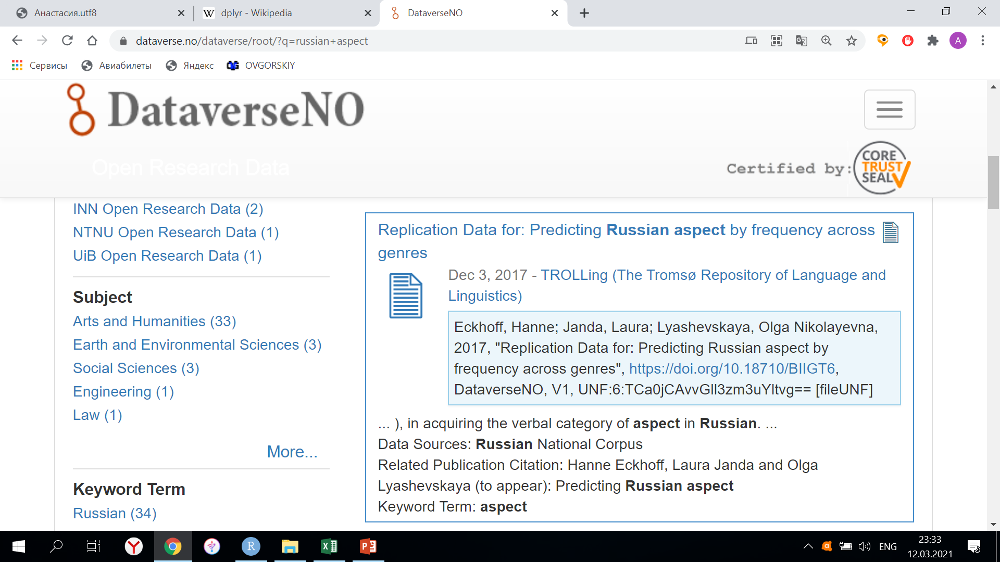 Анастасия.utf8
W dplyr - Wikipedia
DataverseNO
dataverse.no/dataverse/root/?q=russian+aspect
A
Сервисы
Авиабилеты
Яндекс
OVG OVGORSKIY
DataverseNO
Open Research Data
Certified by:
CORE
TRUST
SEAL
INN Open Research Data (2)
NTNU Open Research Data (1)
UiB Open Research Data (1)
Subject
Arts and Humanities (33)
Earth and Environmental Sciences (3)
Social Sciences (3)
Engineering (1)
Law (1)
More...
Keyword Term
Russian (34)
Replication Data for: Predicting Russian aspect by frequency across
genres
Dec 3, 2017 - TROLLing (The Tromsø Repository of Language and
Linguistics)
Eckhoff, Hanne; Janda, Laura; Lyashevskaya, Olga Nikolayevna,
2017, "Replication Data for: Predicting Russian aspect by
frequency across genres", https://doi.org/10.18710/BIIGT6,
DataverseNO, V1, UNF:6:TCa0jCAvvGll3zm3uYltvg== [fileUNF]
... ), in acquiring the verbal category of aspect in Russian. ...
Data Sources: Russian National Corpus
Related Publication Citation: Hanne Eckhoff, Laura Janda and Olga
Lyashevskaya (to appear): Predicting Russian aspect
Keyword Term: aspect
ENG
23:33
12.03.2021